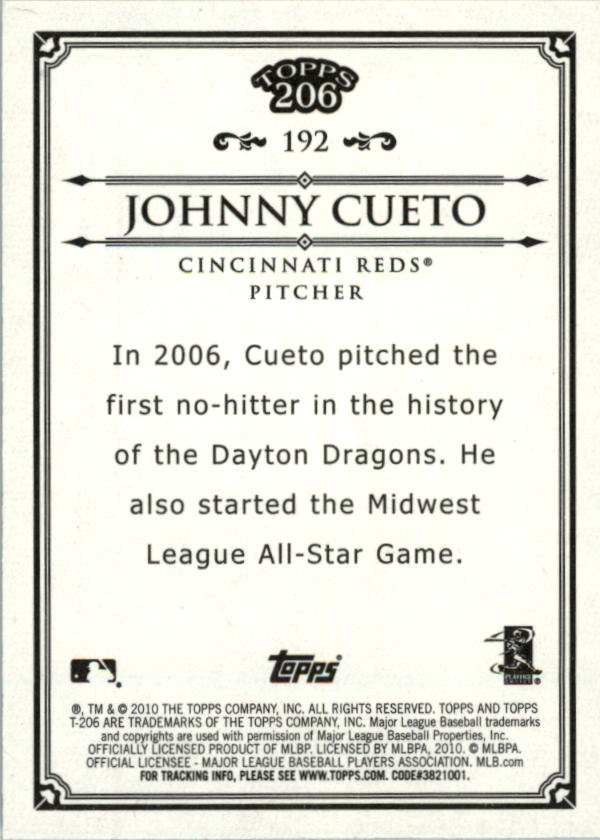 TOPPS
206
192
JOHNNY CUETO
CINCINNATI REDS®
PITCHER
In 2006, Cueto pitched the
first no-hitter in the history
of the Dayton Dragons. He
also started the Midwest
League All-Star Game.
topps
PLAYERS
CHOICE
®, TM & © 2010 THE TOPPS COMPANY, INC. ALL RIGHTS RESERVED. TOPPS AND TOPPS
T-206 ARE TRADEMARKS OF THE TOPPS COMPANY, INC. Major League Baseball trademarks
and copyrights are used with permission of Major League Baseball Properties, Inc.
OFFICIALLY LICENSED PRODUCT OF MLBP. LICENSED BY MLBPA, 2010. © MLBPA.
OFFICIAL LICENSEE - MAJOR LEAGUE BASEBALL PLAYERS ASSOCIATION. MLB.com
FOR TRACKING INFO, PLEASE SEE WWW.TOPPS.COM. CODE#3821001.